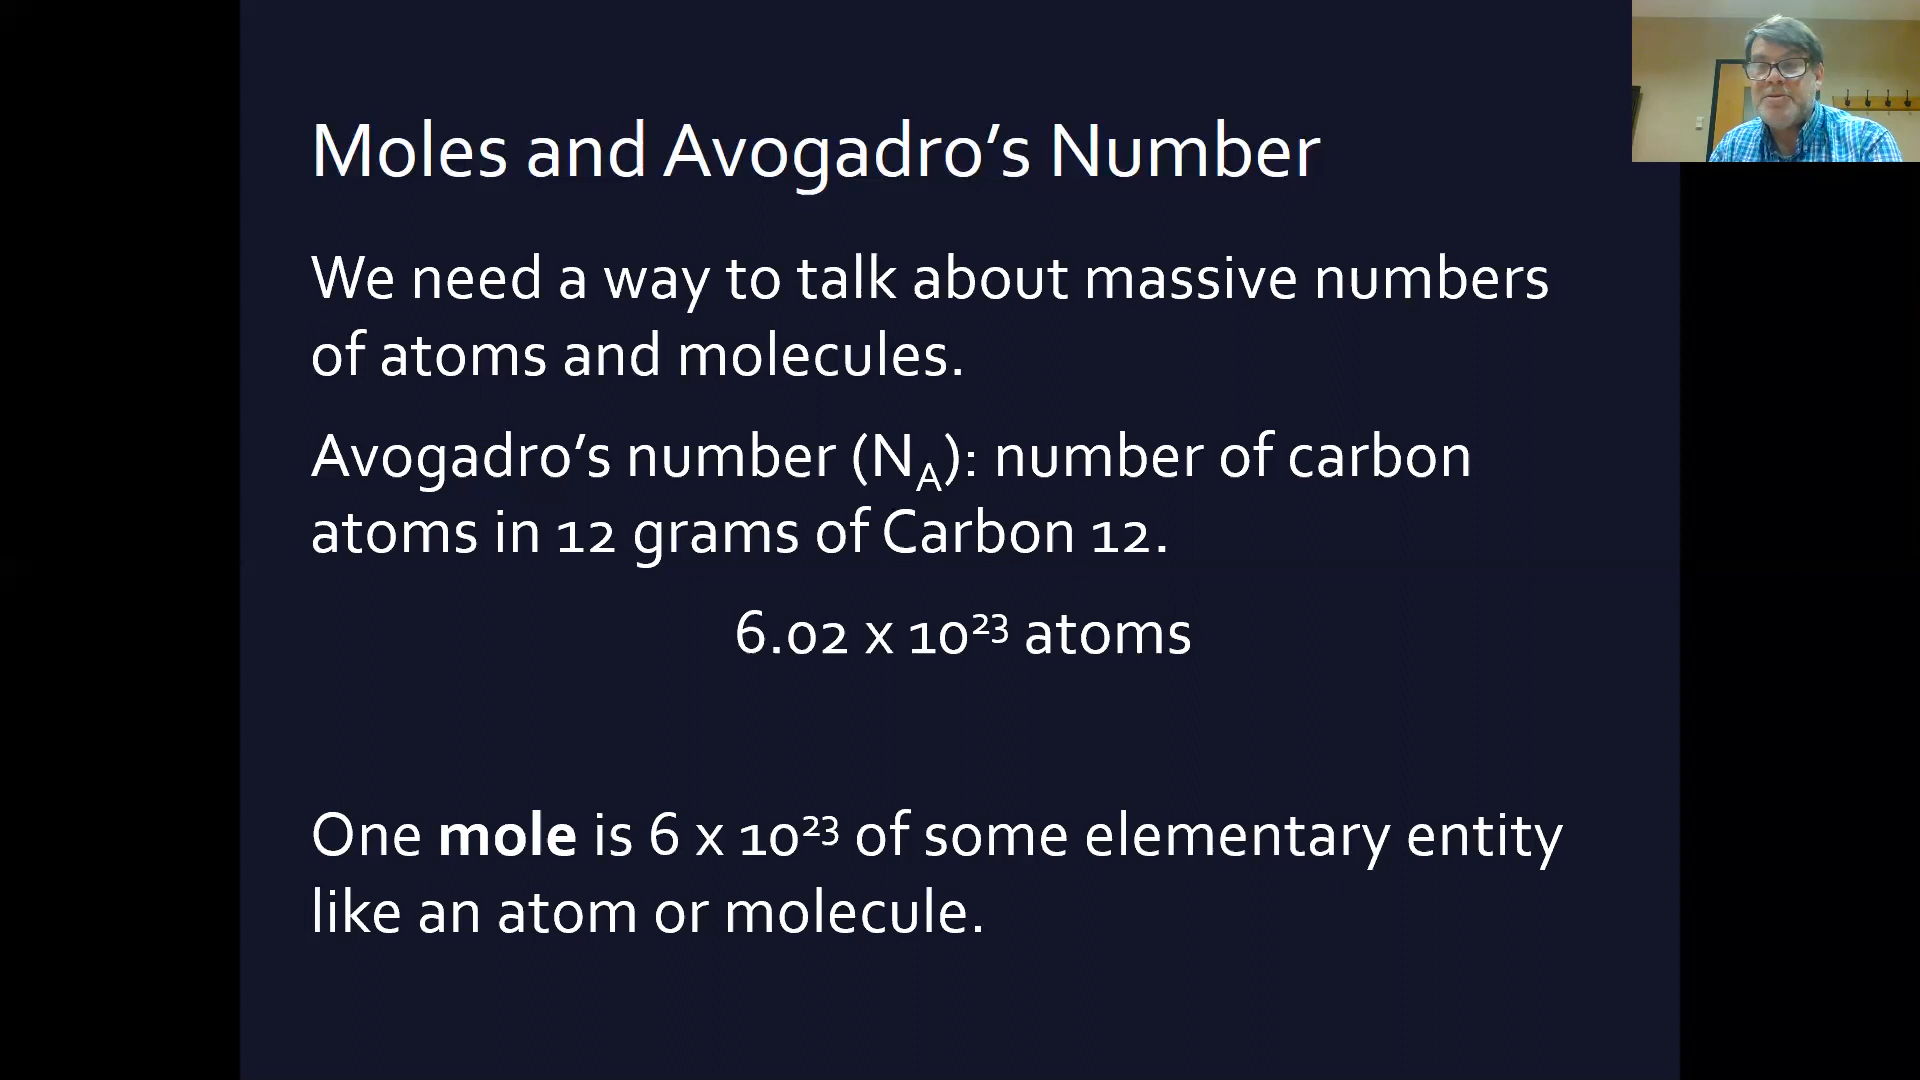 Moles and Avogadro’s Number
We need a way to talk about massive numbers
of atoms and molecules.
Avogadro’s number (N_A): number of carbon
atoms in 12 grams of Carbon 12.
6.02 x 10²³ atoms
One mole is 6 x 10²³ of some elementary entity
like an atom or molecule.